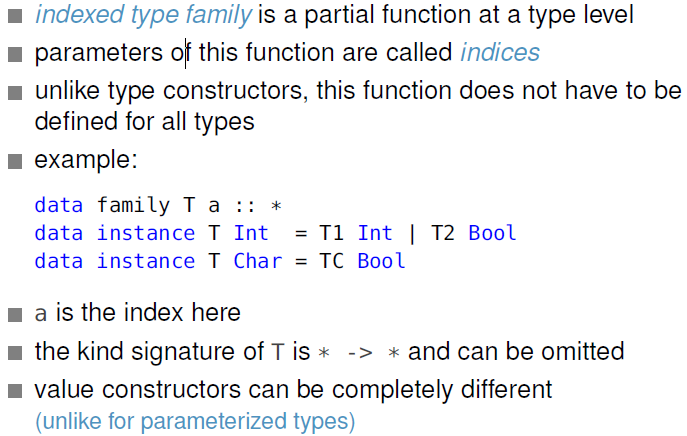 indexed type family is a partial function at a type level
parameters of this function are called indices
unlike type constructors, this function does not have to be
defined for all types
example:
data family T a :: *
data instance T Int  = T1 Int | T2 Bool
data instance T Char = TC Bool
a is the index here
the kind signature of T is * -> * and can be omitted
value constructors can be completely different
(unlike for parameterized types)